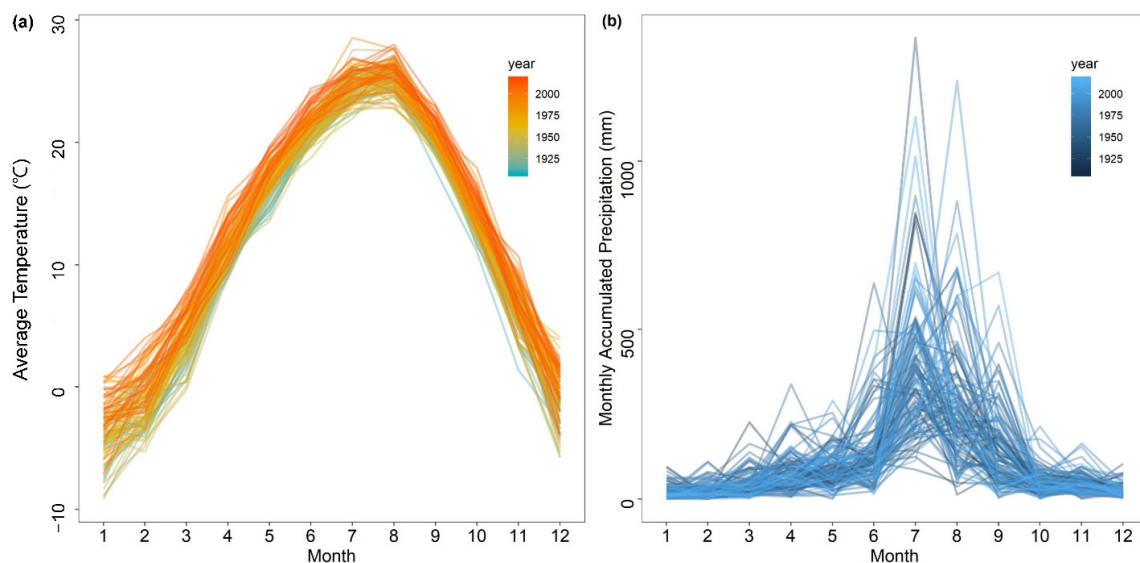 (a)
30
20
10
0
−10
Average Temperature (℃)
1 2 3 4 5 6 7 8 9 10 11 12
Month
year
2000
1975
1950
1925
(b)
1000
500
0
Monthly Accumulated Precipitation (mm)
1 2 3 4 5 6 7 8 9 10 11 12
Month
year
2000
1975
1950
1925